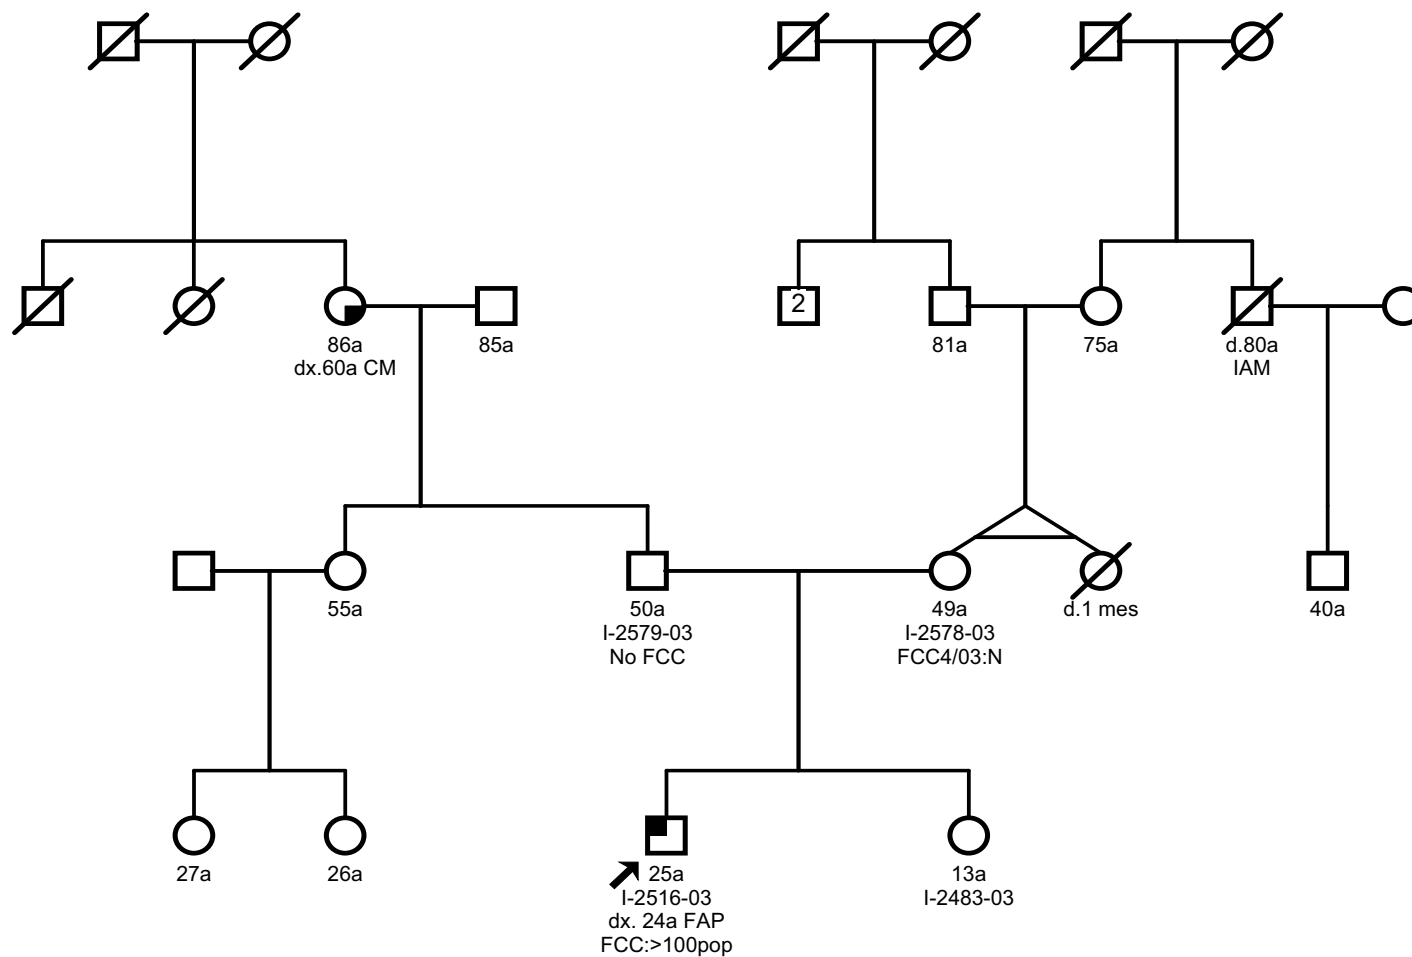 2
86a
dx.60a CM
85a
81a
75a
d.80a
IAM
55a
50a
I-2579-03
No FCC
49a
I-2578-03
FCC4/03:N
d.1 mes
40a
27a
26a
25a
I-2516-03
dx. 24a FAP
FCC:>100pop
13a
I-2483-03